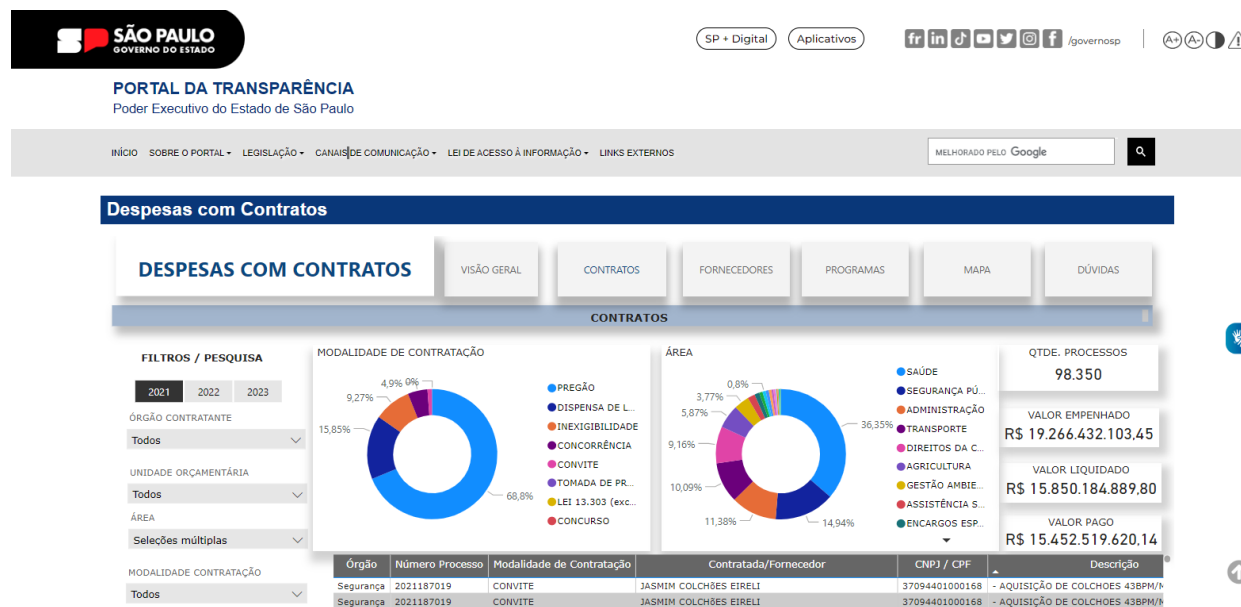 SÃO PAULO
GOVERNO DO ESTADO
SP + Digital
Aplicativos
/governosp
A+
A-
PORTAL DA TRANSPARÊNCIA
Poder Executivo do Estado de São Paulo
INÍCIO SOBRE O PORTAL LEGISLAÇÃO CANAIS DE COMUNICAÇÃO LEI DE ACESSO À INFORMAÇÃO LINKS EXTERNOS
MELHORADO PELO Google
Despesas com Contratos
DESPESAS COM CONTRATOS
VISÃO GERAL
CONTRATOS
FORNECEDORES
PROGRAMAS
MAPA
DÚVIDAS
CONTRATOS
FILTROS / PESQUISA
2021 2022 2023
ÓRGÃO CONTRATANTE
Todos
UNIDADE ORÇAMENTÁRIA
Todos
ÁREA
Seleções múltiplas
MODALIDADE CONTRATAÇÃO
Todos
MODALIDADE DE CONTRATAÇÃO
4,9% 0%
9,27%
15,85%
68,8%
PREGÃO
DISPENSA DE L...
INEXIGIBILIDADE
CONCORRÊNCIA
CONVITE
TOMADA DE PR...
LEI 13.303 (exc...
CONCURSO
ÁREA
0,8%
3,77%
5,87%
9,16%
10,09%
11,38%
14,94%
36,35%
SAÚDE
SEGURANÇA PÚ...
ADMINISTRAÇÃO
TRANSPORTE
DIREITOS DA C...
AGRICULTURA
GESTÃO AMBIE...
ASSISTÊNCIA S...
ENCARGOS ESP...
QTDE. PROCESSOS
98.350
VALOR EMPENHADO
R$ 19.266.432.103,45
VALOR LIQUIDADO
R$ 15.850.184.889,80
VALOR PAGO
R$ 15.452.519.620,14
Órgão Número Processo Modalidade de Contratação Contratada/Fornecedor CNPJ / CPF Descrição
Segurança 2021187019 CONVITE JASMIM COLCHõES EIRELI 37094401000168 - AQUISIÇÃO DE COLCHOES 43BPM/M
Segurança 2021187019 CONVITE JASMIM COLCHõES EIRELI 37094401000168 - AQUISIÇÃO DE COLCHOES 43BPM/M